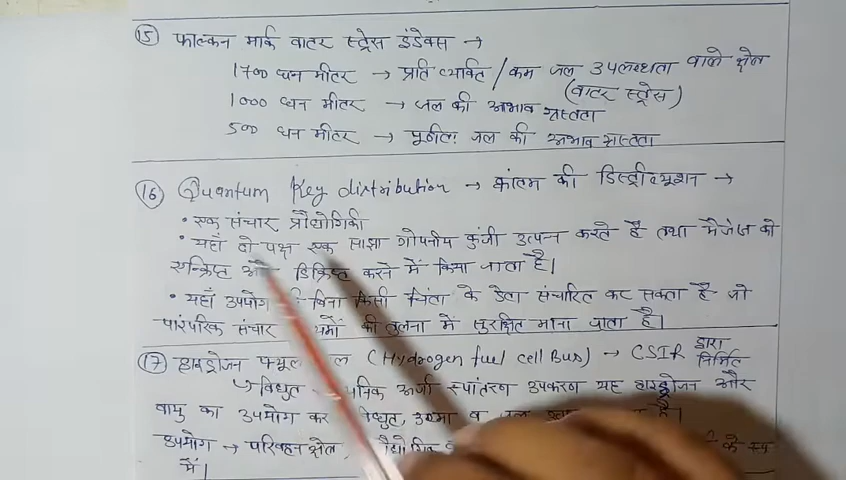 15 फाल्कन मार्क वाटर स्ट्रेस इंडेक्स →
1700 घन मीटर → प्रति व्यक्ति / कम जल उपलब्धता वाले क्षेत्र
(वाटर स्ट्रेस)
1000 घन मीटर → जल की अभाव ग्रस्तता
500 घन मीटर → पूर्णतः जल की अभाव ग्रस्तता
16 Quantum Key distribution → क्वांतम की डिस्ट्रीव्यूशन →
• एक संचार प्रौद्योगिकी
• यहाँ दो पक्ष एक साझा गोपनीय कुंजी उत्पन्न करते हैं तथा मैजेज को
एन्क्रिप्ट और डिक्रिप्ट करने में किया जाता है।
• यहाँ उपयोग बिना किसी चिंता के डेटा संचारित कर सकता है जो
पारंपरिक संचार की तुलना में सुरक्षित माना जाता है।
17 हाइड्रोजन फ्यूल (Hydrogen fuel cell Bus) → CSIR द्वारा निर्मित
↳ विधुत ऊर्जा रूपांतरण उपकरण यह हाइड्रोजन और
वायु का उपयोग कर विधुत, उष्मा व है।
उपयोग → परिवहन क्षेत्र, के रूप
में।